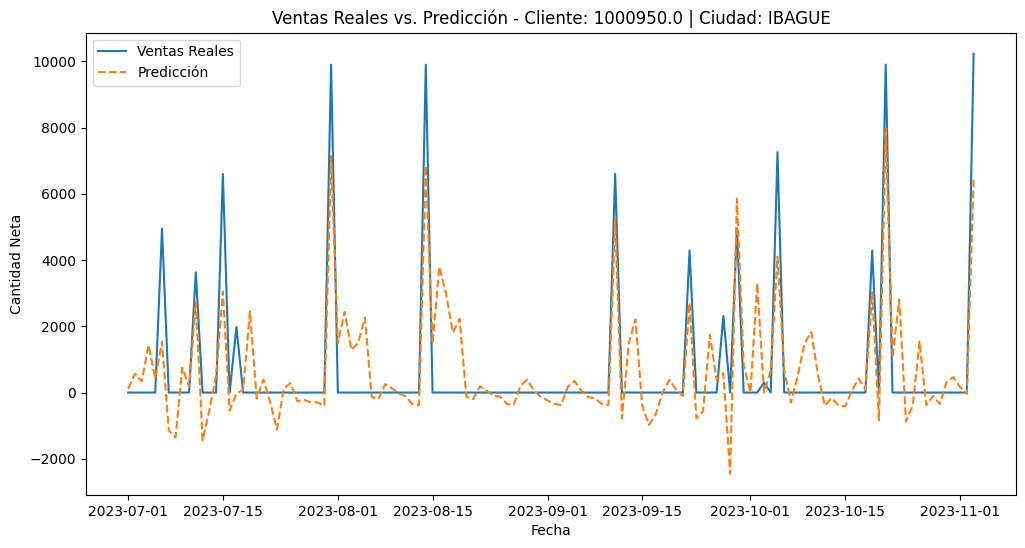 Ventas Reales vs. Predicción - Cliente: 1000950.0 | Ciudad: IBAGUE
Ventas Reales
Predicción
10000
8000
6000
4000
2000
0
−2000
Cantidad Neta
2023-07-01 2023-07-15 2023-08-01 2023-08-15 2023-09-01 2023-09-15 2023-10-01 2023-10-15 2023-11-01
Fecha